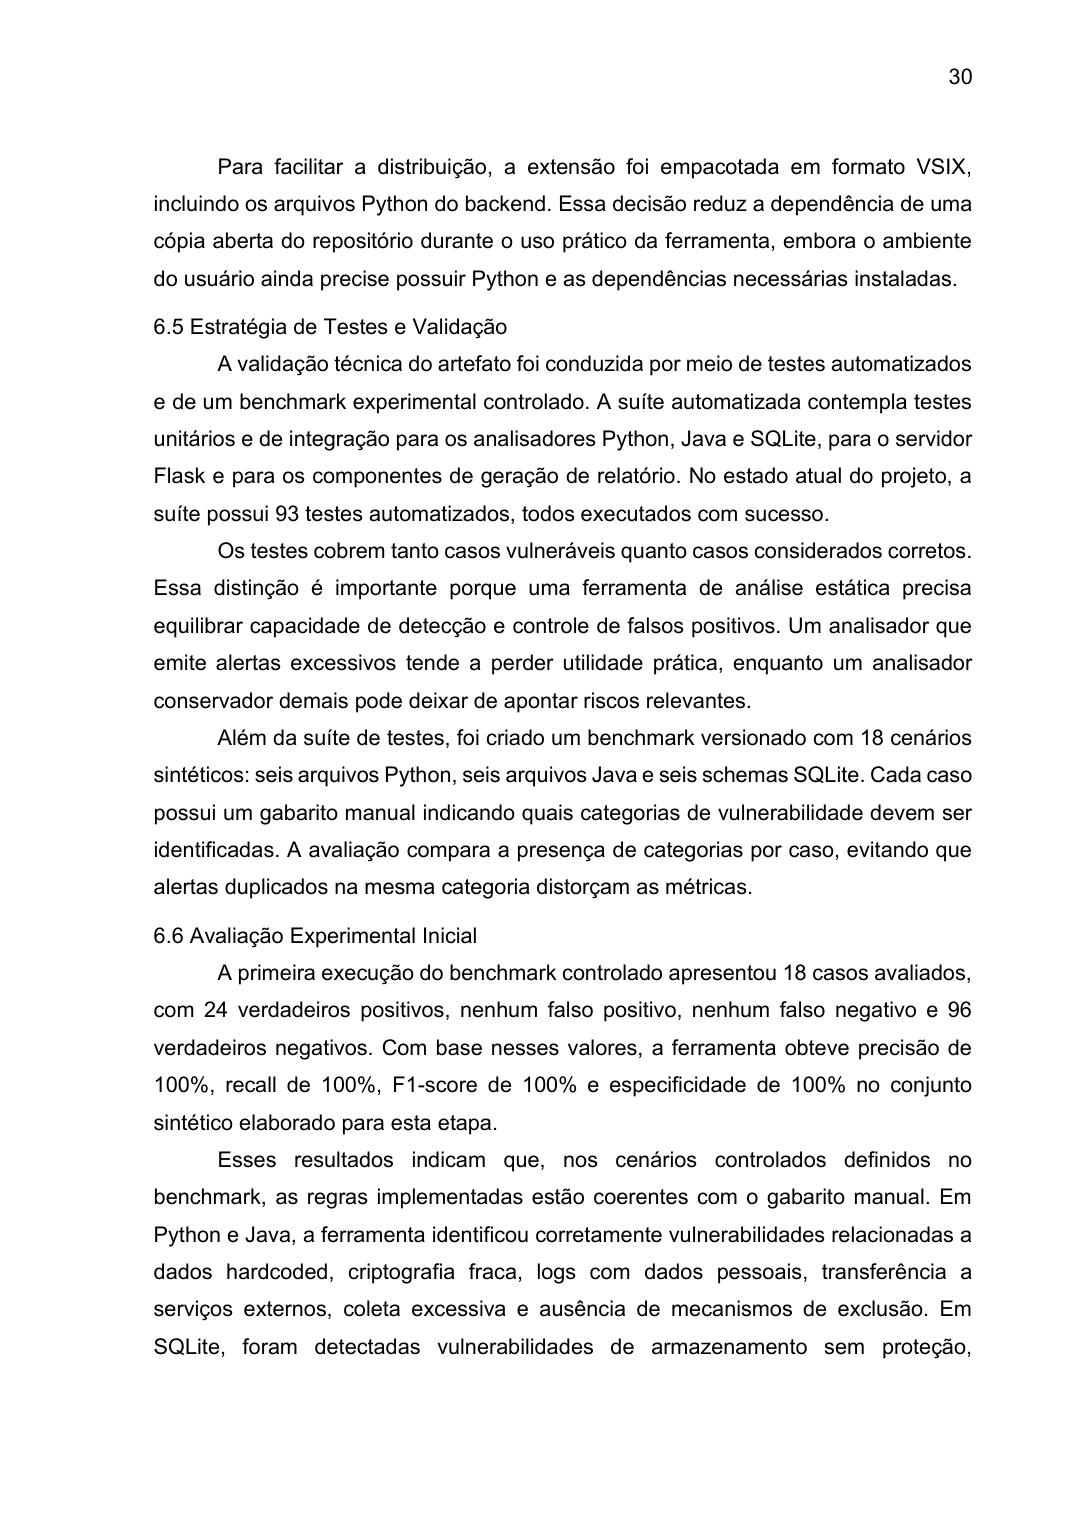 30
Para facilitar a distribuição, a extensão foi empacotada em formato VSIX,
incluindo os arquivos Python do backend. Essa decisão reduz a dependência de uma
cópia aberta do repositório durante o uso prático da ferramenta, embora o ambiente
do usuário ainda precise possuir Python e as dependências necessárias instaladas.
6.5 Estratégia de Testes e Validação
A validação técnica do artefato foi conduzida por meio de testes automatizados
e de um benchmark experimental controlado. A suíte automatizada contempla testes
unitários e de integração para os analisadores Python, Java e SQLite, para o servidor
Flask e para os componentes de geração de relatório. No estado atual do projeto, a
suíte possui 93 testes automatizados, todos executados com sucesso.
Os testes cobrem tanto casos vulneráveis quanto casos considerados corretos.
Essa distinção é importante porque uma ferramenta de análise estática precisa
equilibrar capacidade de detecção e controle de falsos positivos. Um analisador que
emite alertas excessivos tende a perder utilidade prática, enquanto um analisador
conservador demais pode deixar de apontar riscos relevantes.
Além da suíte de testes, foi criado um benchmark versionado com 18 cenários
sintéticos: seis arquivos Python, seis arquivos Java e seis schemas SQLite. Cada caso
possui um gabarito manual indicando quais categorias de vulnerabilidade devem ser
identificadas. A avaliação compara a presença de categorias por caso, evitando que
alertas duplicados na mesma categoria distorçam as métricas.
6.6 Avaliação Experimental Inicial
A primeira execução do benchmark controlado apresentou 18 casos avaliados,
com 24 verdadeiros positivos, nenhum falso positivo, nenhum falso negativo e 96
verdadeiros negativos. Com base nesses valores, a ferramenta obteve precisão de
100%, recall de 100%, F1-score de 100% e especificidade de 100% no conjunto
sintético elaborado para esta etapa.
Esses resultados indicam que, nos cenários controlados definidos no
benchmark, as regras implementadas estão coerentes com o gabarito manual. Em
Python e Java, a ferramenta identificou corretamente vulnerabilidades relacionadas a
dados hardcoded, criptografia fraca, logs com dados pessoais, transferência a
serviços externos, coleta excessiva e ausência de mecanismos de exclusão. Em
SQLite, foram detectadas vulnerabilidades de armazenamento sem proteção,